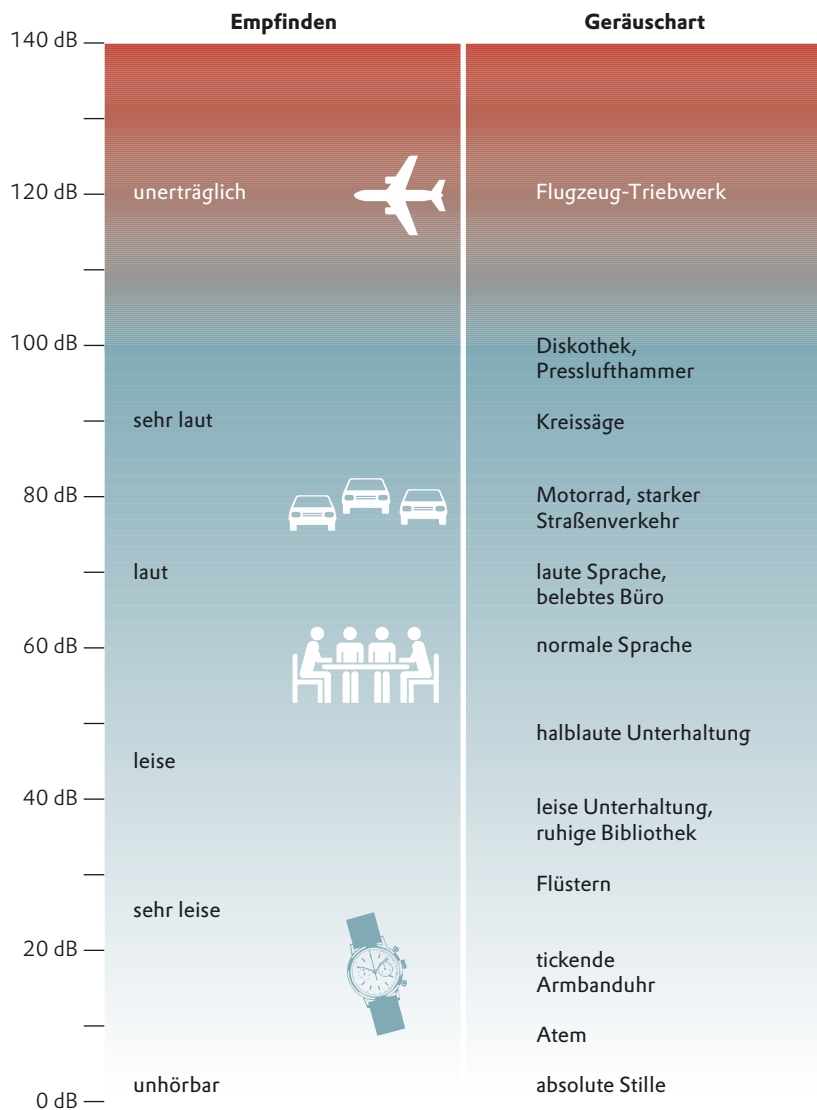 Empfinden
Geräuschart
140 dB
120 dB
unerträglich
Flugzeug-Triebwerk
100 dB
Diskothek,
Presslufthammer
sehr laut
Kreissäge
80 dB
Motorrad, starker
Straßenverkehr
laut
laute Sprache,
belebtes Büro
60 dB
normale Sprache
halblaute Unterhaltung
leise
40 dB
leise Unterhaltung,
ruhige Bibliothek
Flüstern
sehr leise
20 dB
tickende
Armbanduhr
Atem
0 dB
unhörbar
absolute Stille